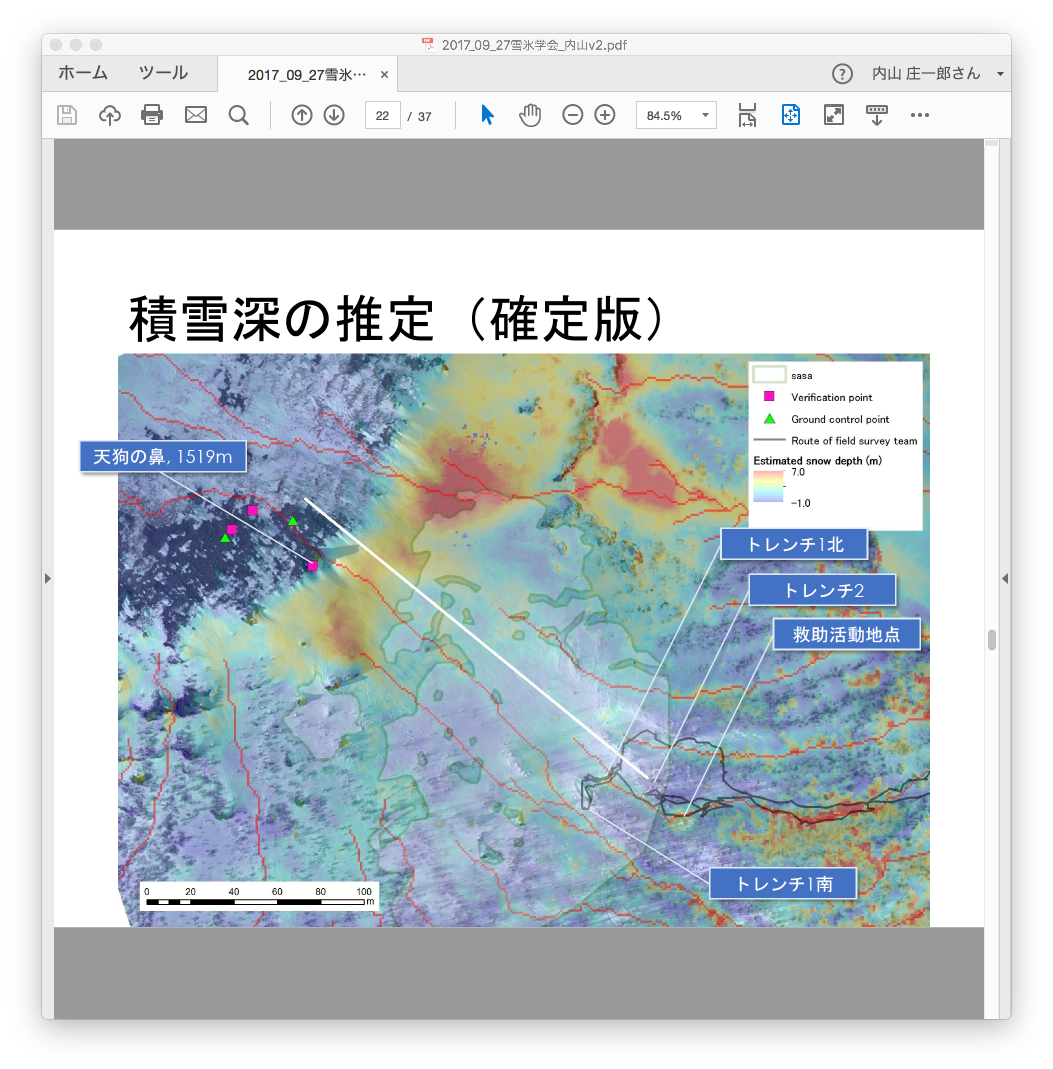 2017_09_27雪氷学会_内山v2.pdf
ホーム ツール 2017_09_27雪氷… × ? 内山 庄一郎さん
22 / 37 84.5%
積雪深の推定（確定版）
sasa
Verification point
Ground control point
Route of field survey team
Estimated snow depth (m)
7.0
-1.0
天狗の鼻, 1519m
トレンチ1北
トレンチ2
救助活動地点
トレンチ1南
0 20 40 60 80 100
m